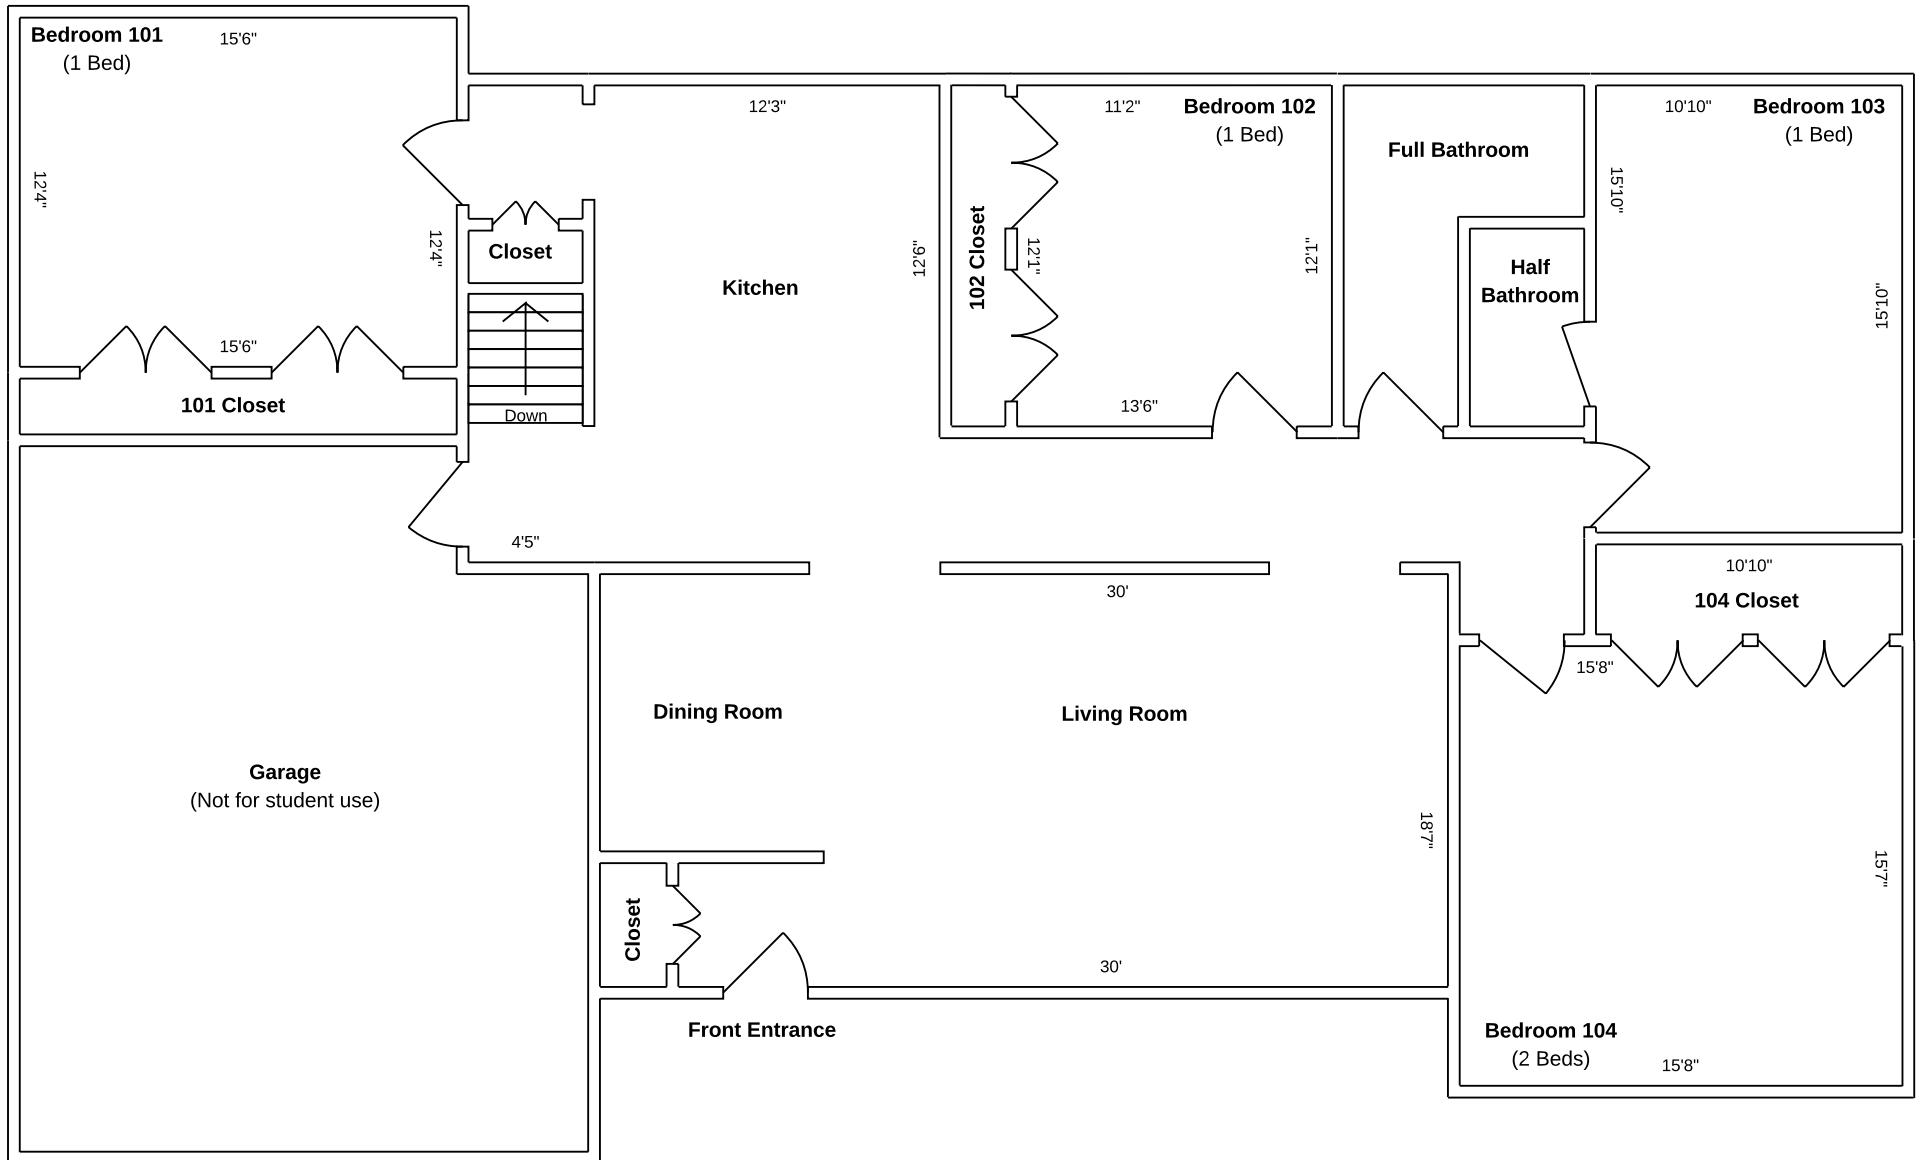 Bedroom 101
(1 Bed)
15'6"
12'4"
12'4"
15'6"
101 Closet
Closet
Down
12'3"
Kitchen
12'6"
102 Closet
11'2"
Bedroom 102
(1 Bed)
12'1"
12'1"
13'6"
Full Bathroom
Half
Bathroom
10'10"
Bedroom 103
(1 Bed)
15'10"
15'10"
4'5"
30'
10'10"
104 Closet
15'8"
Dining Room
Living Room
Garage
(Not for student use)
18'7"
15'7"
Closet
30'
Front Entrance
Bedroom 104
(2 Beds)
15'8"